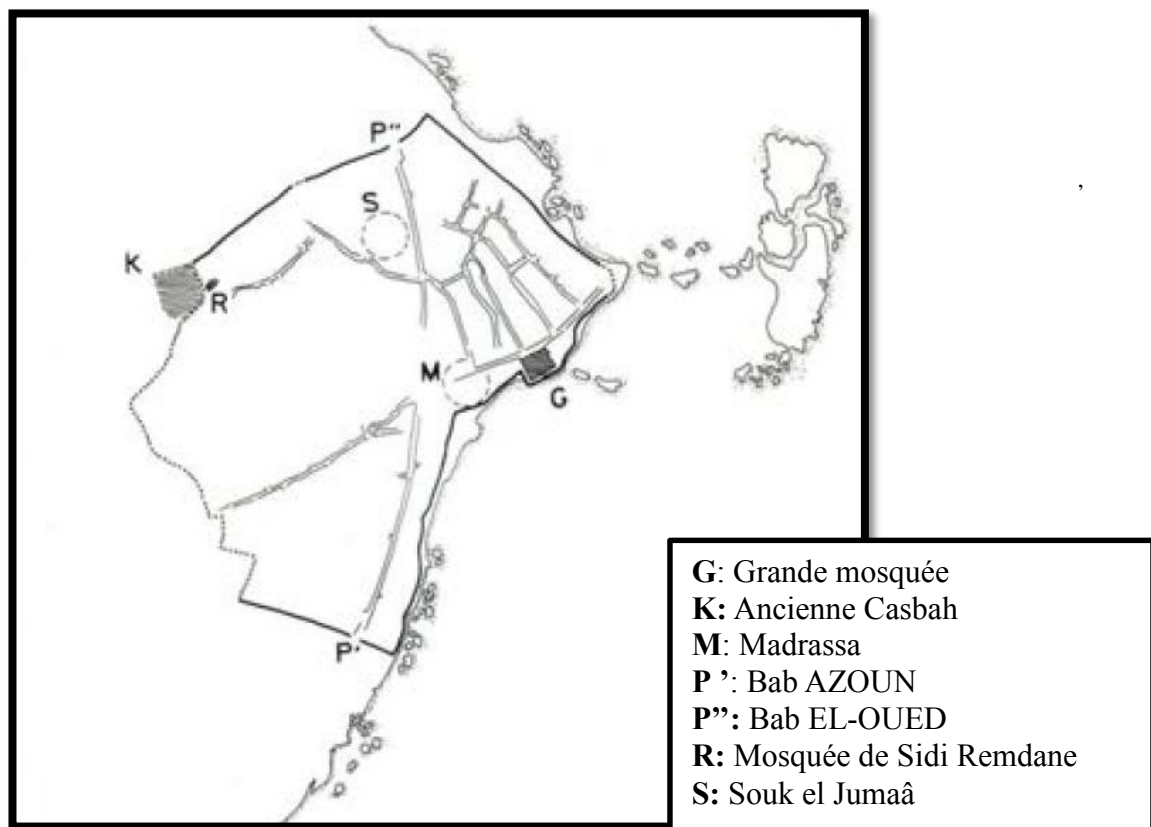 P"
S
K
R
M
G
P'
,
G: Grande mosquée
K: Ancienne Casbah
M: Madrassa
P ’: Bab AZOUN
P”: Bab EL-OUED
R: Mosquée de Sidi Remdane
S: Souk el Jumaâ